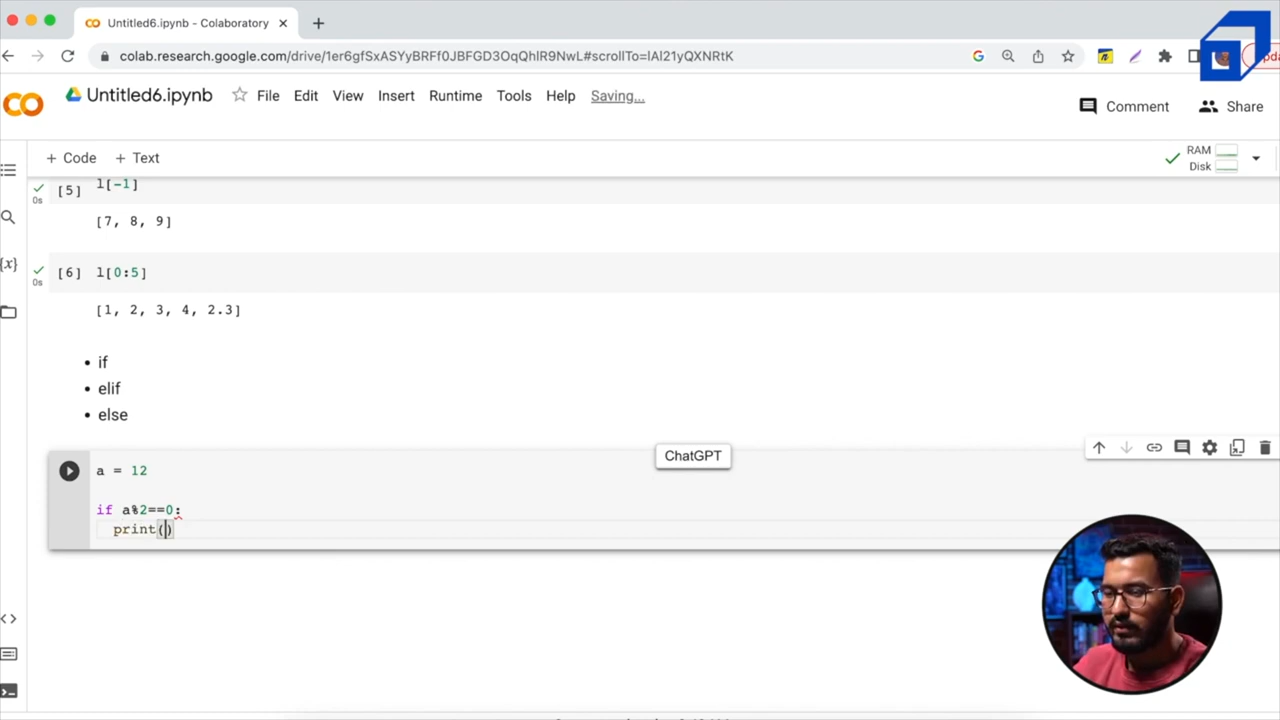 Untitled6.ipynb - Colaboratory
colab.research.google.com/drive/1er6gfSxASYyBRFf0JBFGD3OqQhlR9NwL#scrollTo=lAl21yQXNRtK
Untitled6.ipynb
File Edit View Insert Runtime Tools Help Saving...
Comment Share
+ Code + Text
RAM
Disk
[5] l[-1]
0s
[7, 8, 9]
[6] l[0:5]
0s
[1, 2, 3, 4, 2.3]
• if
• elif
• else
ChatGPT
a = 12
if a%2==0:
print()
{x}